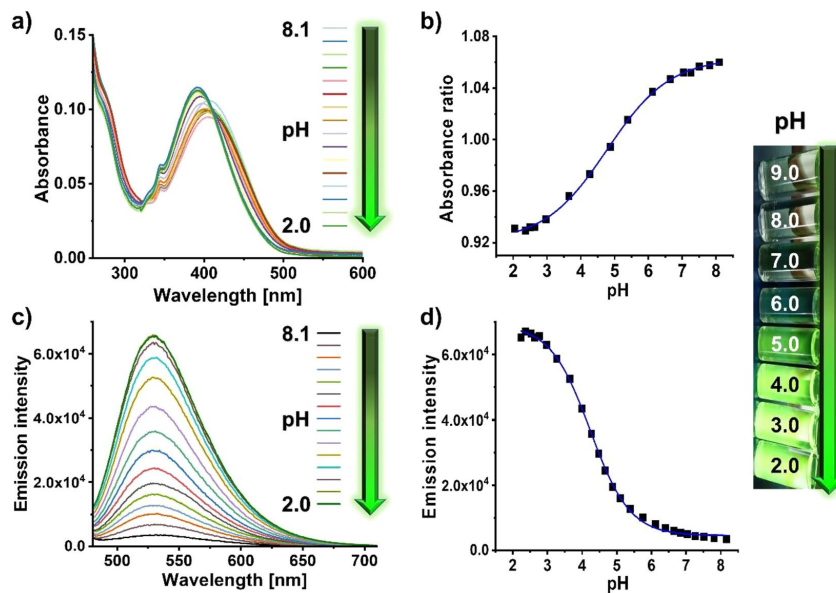 a)
8.1
pH
2.0
0.15
0.10
0.05
0.00
Absorbance
300
400
500
600
Wavelength [nm]
b)
1.08
1.04
1.00
0.96
0.92
Absorbance ratio
2
3
4
5
6
7
8
pH
c)
8.1
pH
2.0
6.0x10⁴
4.0x10⁴
2.0x10⁴
0.0
Emission intensity
500
550
600
650
700
Wavelength [nm]
d)
6.0x10⁴
4.0x10⁴
2.0x10⁴
0.0
Emission intensity
2
3
4
5
6
7
8
pH
pH
9.0
8.0
7.0
6.0
5.0
4.0
3.0
2.0